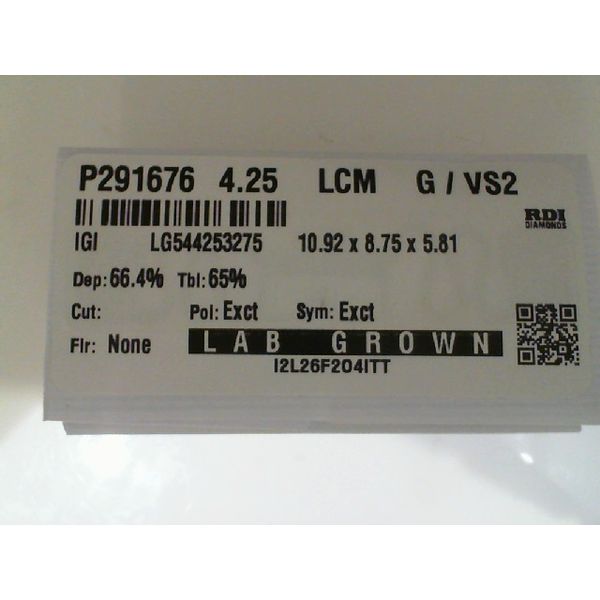 P291676 4.25 LCM G / VS2
RDI
DIAMONDS
IGI LG544253275 10.92 x 8.75 x 5.81
Dep: 66.4% Tbl: 65%
Cut: Pol: Exct Sym: Exct
Flr: None LAB GROWN
I2L26F204ITT